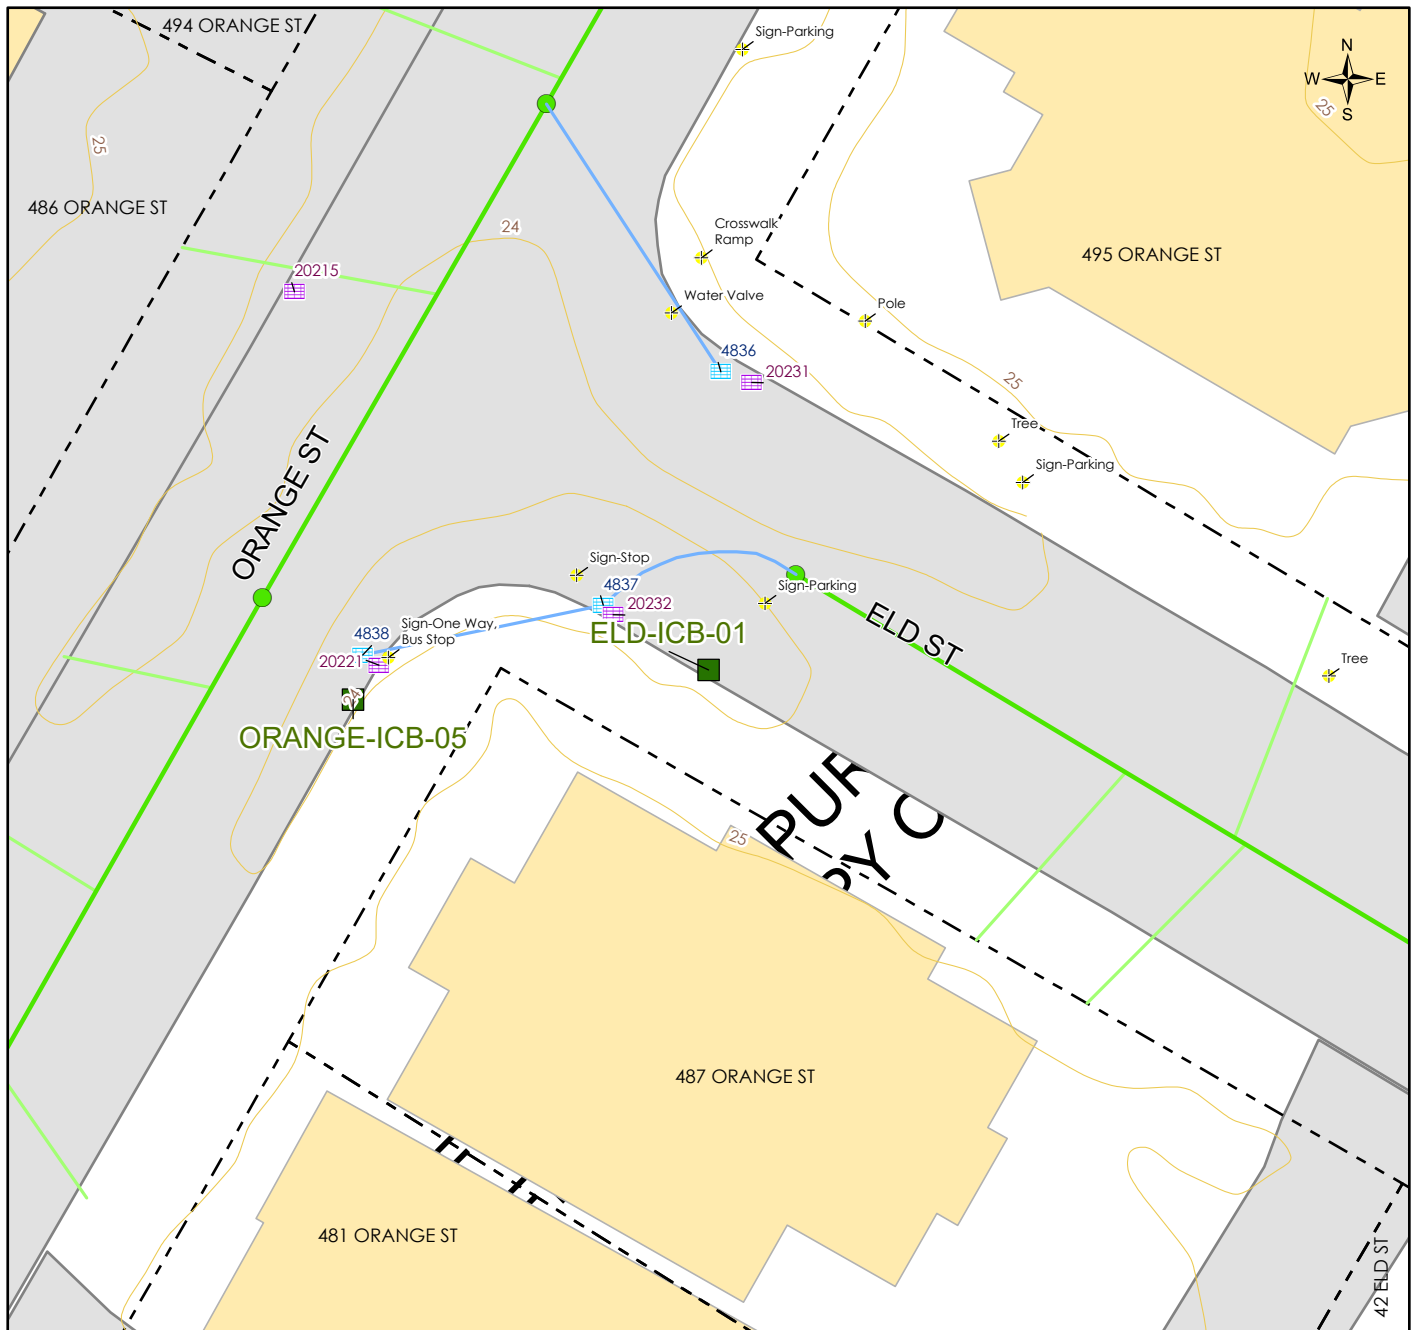 494 ORANGE ST
Sign-Parking
N
W E
S
25
25
486 ORANGE ST
24
Crosswalk
Ramp
495 ORANGE ST
20215
Water Valve
Pole
4836
20231
25
Tree
Sign-Parking
ORANGE ST
Sign-Stop
4837
Sign-Parking
20232
Sign-One Way,
Bus Stop
ELD-ICB-01
ELD ST
4838
20221
Tree
24
ORANGE-ICB-05
PUR
PY C
25
487 ORANGE ST
481 ORANGE ST
42 ELD ST